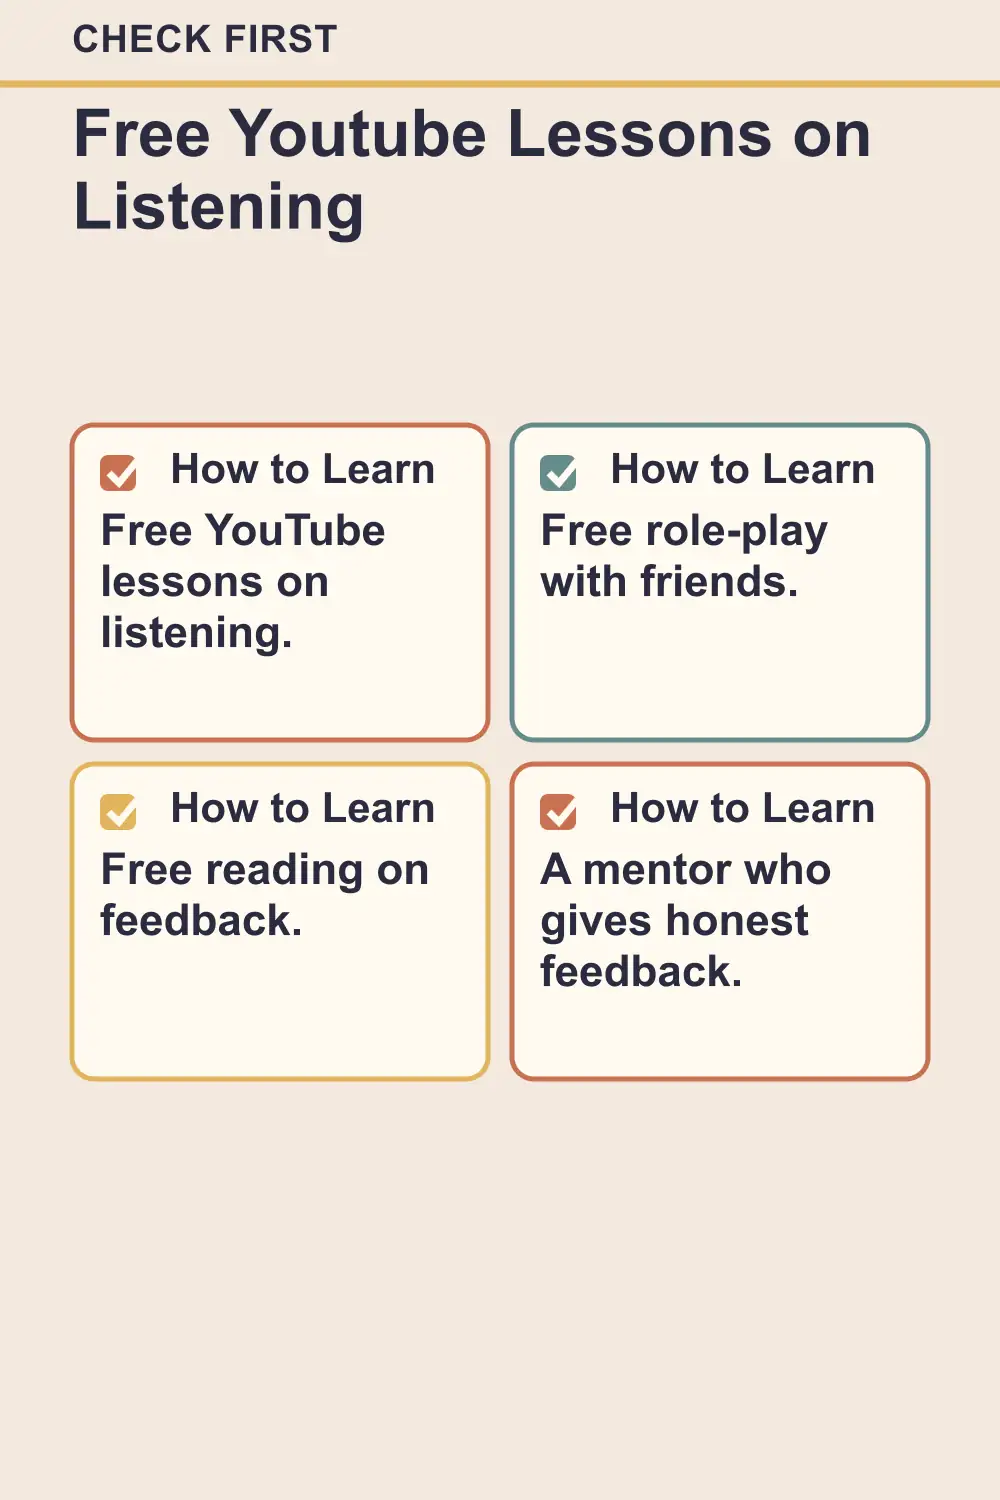 CHECK FIRST
Free Youtube Lessons on
Listening
How to Learn
Free YouTube
lessons on
listening.
How to Learn
Free role-play
with friends.
How to Learn
Free reading on
feedback.
How to Learn
A mentor who
gives honest
feedback.